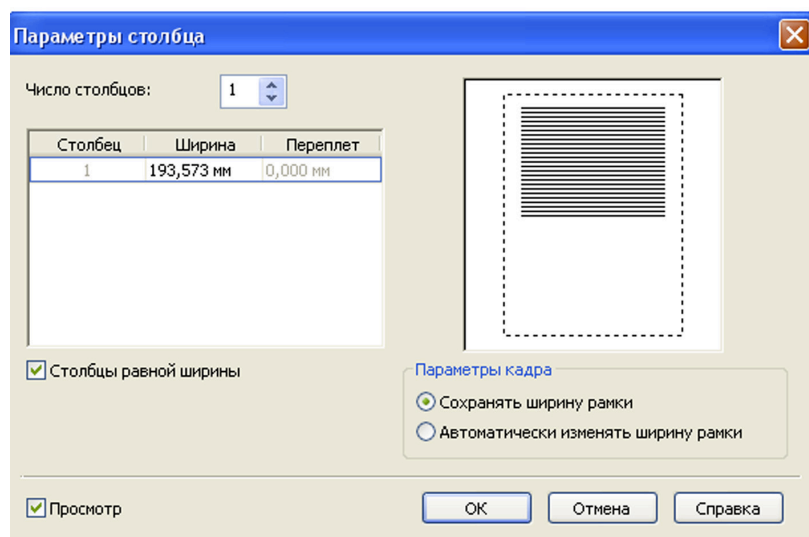 Параметры столбца
Число столбцов: 1
Столбец Ширина Переплет
1 193,573 мм 0,000 мм
Столбцы равной ширины
Параметры кадра
Сохранять ширину рамки
Автоматически изменять ширину рамки
Просмотр ОК Отмена Справка